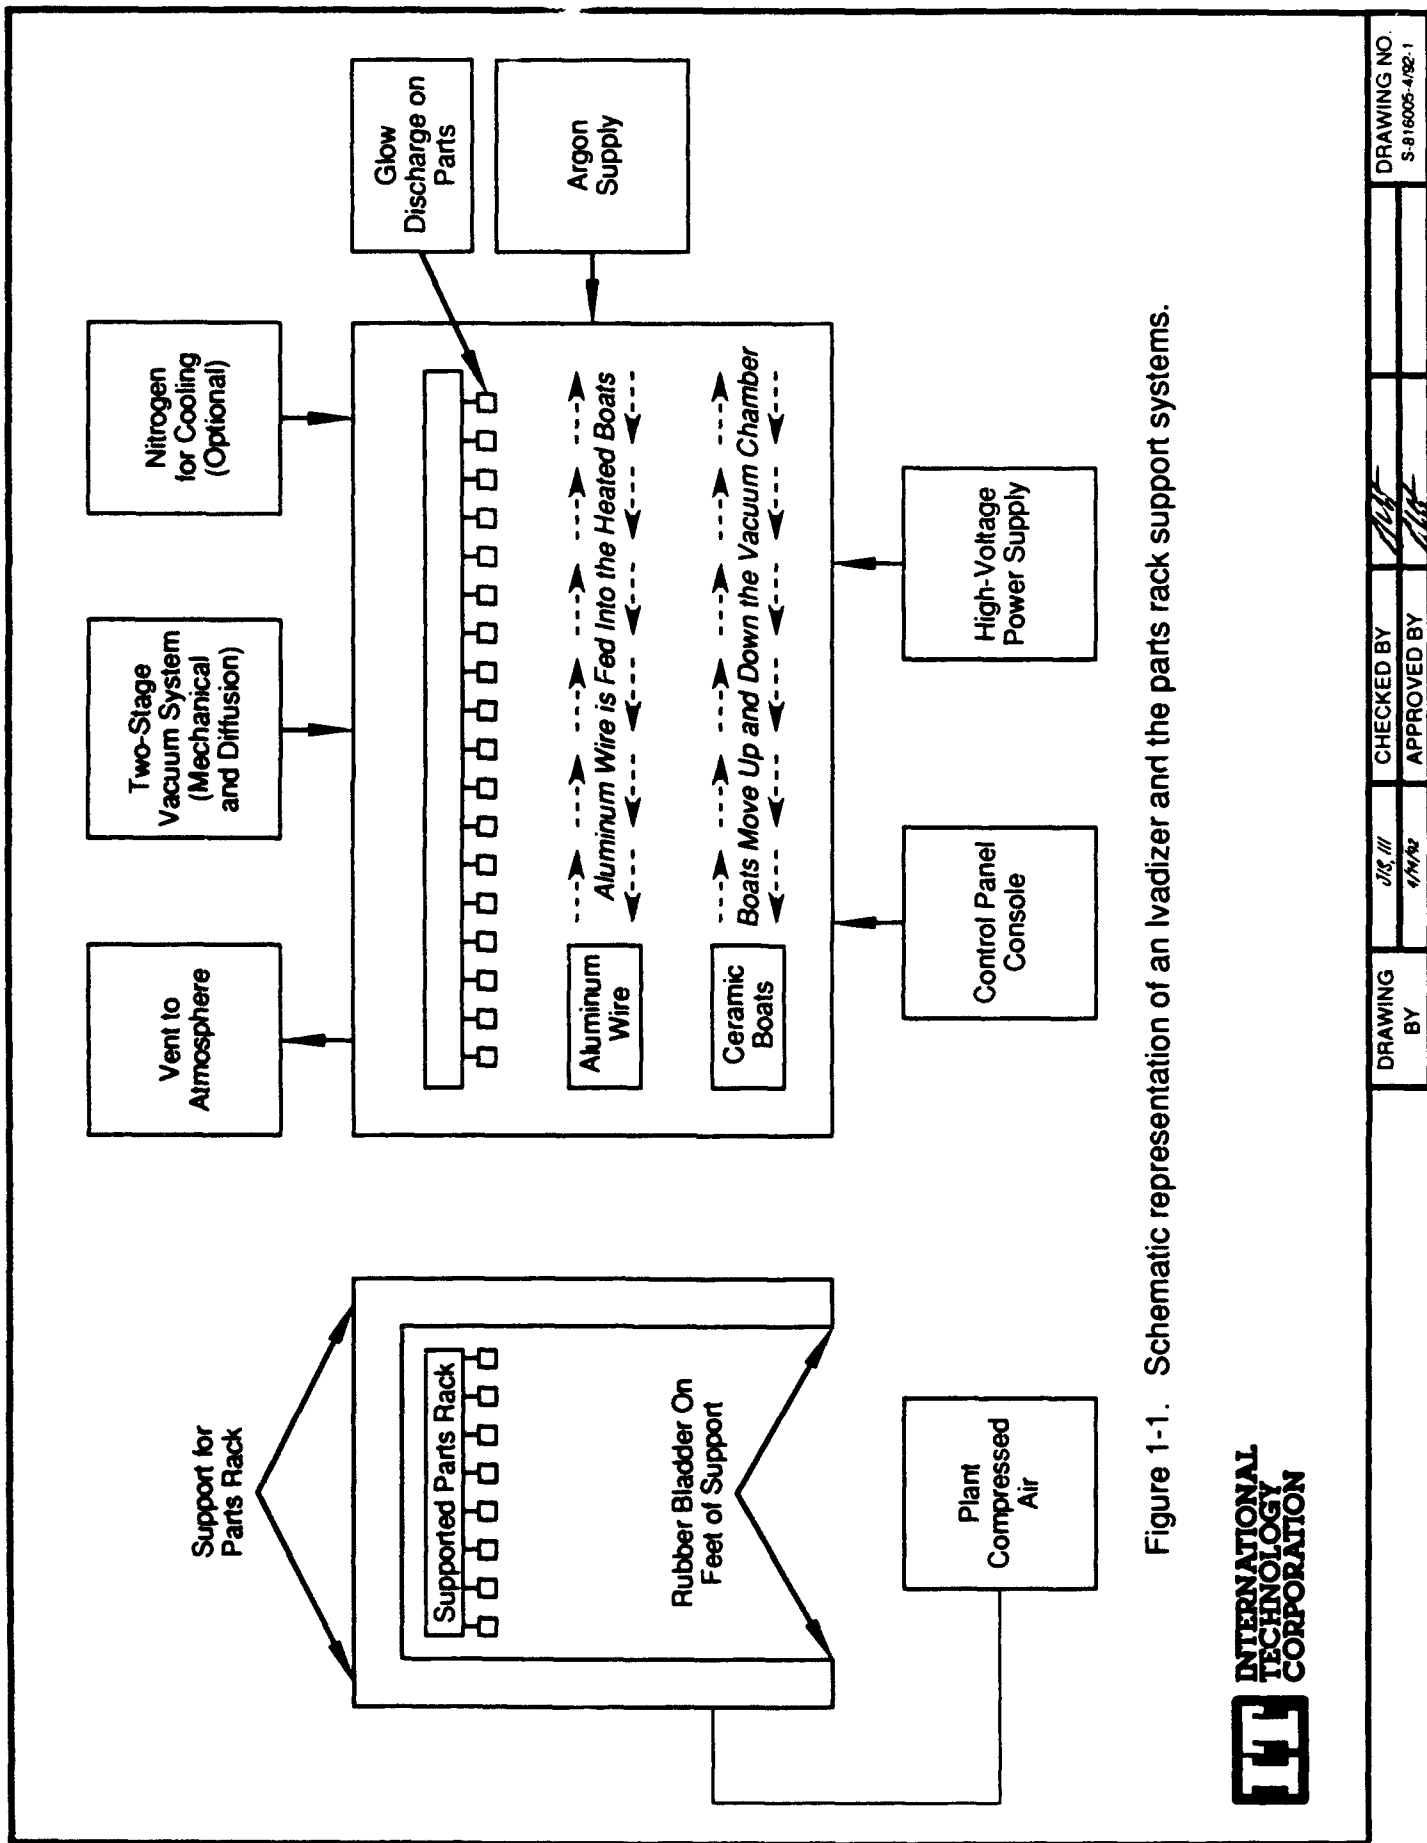 Support for
Parts Rack
Supported Parts Rack
Rubber Bladder On
Feet of Support
Plant
Compressed
Air
Vent to
Atmosphere
Two-Stage
Vacuum System
(Mechanical
and Diffusion)
Nitrogen
for Cooling
(Optional)
Glow
Discharge on
Parts
Argon
Supply
Aluminum
Wire
Aluminum Wire is Fed Into the Heated Boats
Ceramic
Boats
Boats Move Up and Down the Vacuum Chamber
Control Panel
Console
High-Voltage
Power Supply
Figure 1-1. Schematic representation of an Ivadizer and the parts rack support systems.
INTERNATIONAL
TECHNOLOGY
CORPORATION
DRAWING
BY
CHECKED BY
APPROVED BY
DRAWING NO.
S-816005-4/92-1